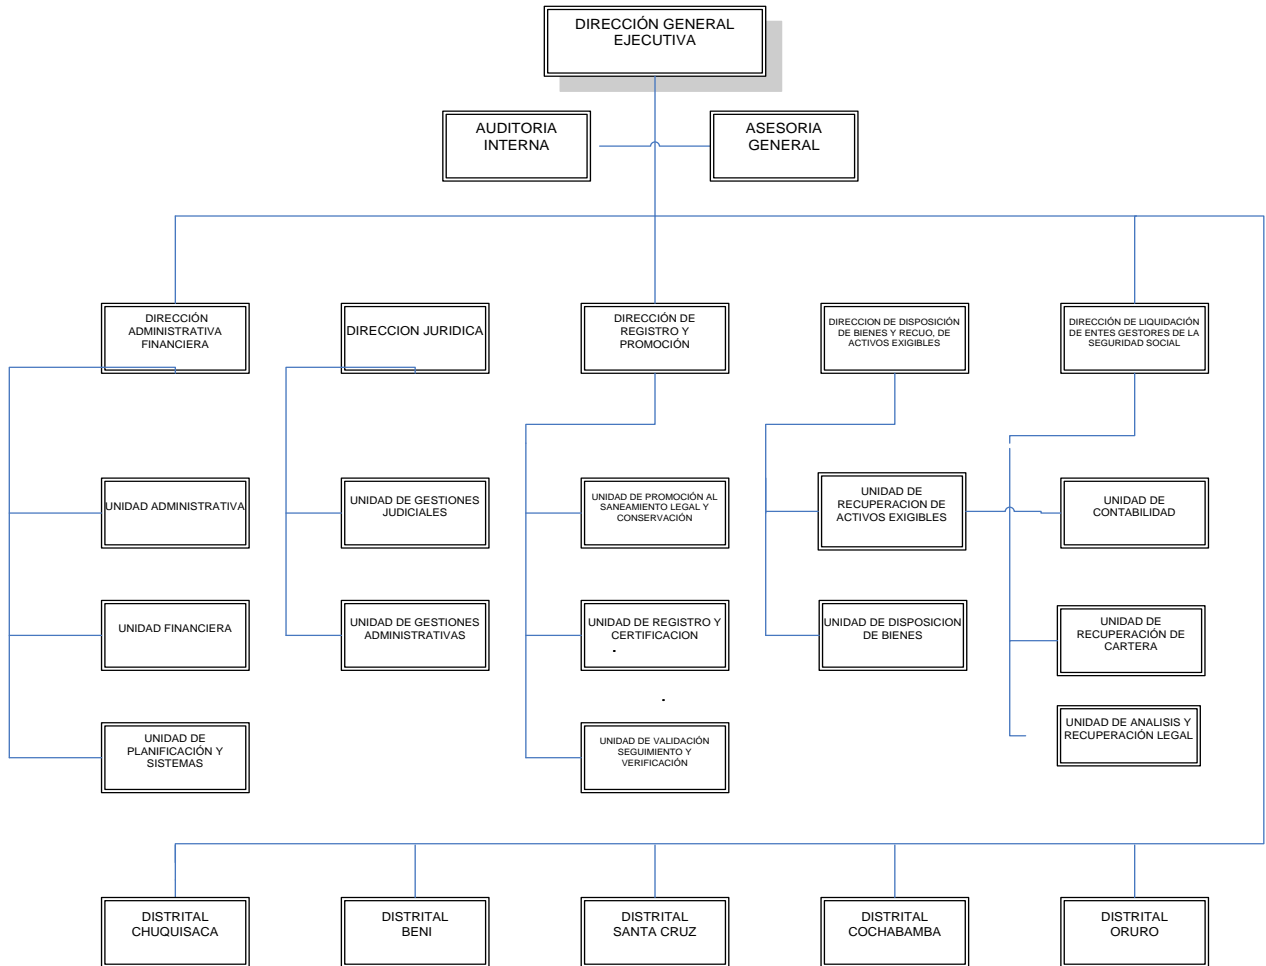 DIRECCIÓN GENERAL
EJECUTIVA
AUDITORIA
INTERNA
ASESORIA
GENERAL
DIRECCIÓN
ADMINISTRATIVA
FINANCIERA
DIRECCION JURIDICA
DIRECCIÓN DE
REGISTRO Y
PROMOCIÓN
DIRECCION DE DISPOSICIÓN
DE BIENES Y RECUO, DE
ACTIVOS EXIGIBLES
DIRECCIÓN DE LIQUIDACIÓN
DE ENTES GESTORES DE LA
SEGURIDAD SOCIAL
UNIDAD ADMINISTRATIVA
UNIDAD DE GESTIONES
JUDICIALES
UNIDAD DE PROMOCIÓN AL
SANEAMIENTO LEGAL Y
CONSERVACIÓN
UNIDAD DE
RECUPERACION DE
ACTIVOS EXIGIBLES
UNIDAD DE
CONTABILIDAD
UNIDAD FINANCIERA
UNIDAD DE GESTIONES
ADMINISTRATIVAS
UNIDAD DE REGISTRO Y
CERTIFICACION
.
UNIDAD DE DISPOSICION
DE BIENES
UNIDAD DE
RECUPERACIÓN DE
CARTERA
.
UNIDAD DE
PLANIFICACIÓN Y
SISTEMAS
UNIDAD DE VALIDACIÓN
SEGUIMIENTO Y
VERIFICACIÓN
UNIDAD DE ANALISIS Y
RECUPERACIÓN LEGAL
DISTRITAL
CHUQUISACA
DISTRITAL
BENI
DISTRITAL
SANTA CRUZ
DISTRITAL
COCHABAMBA
DISTRITAL
ORURO